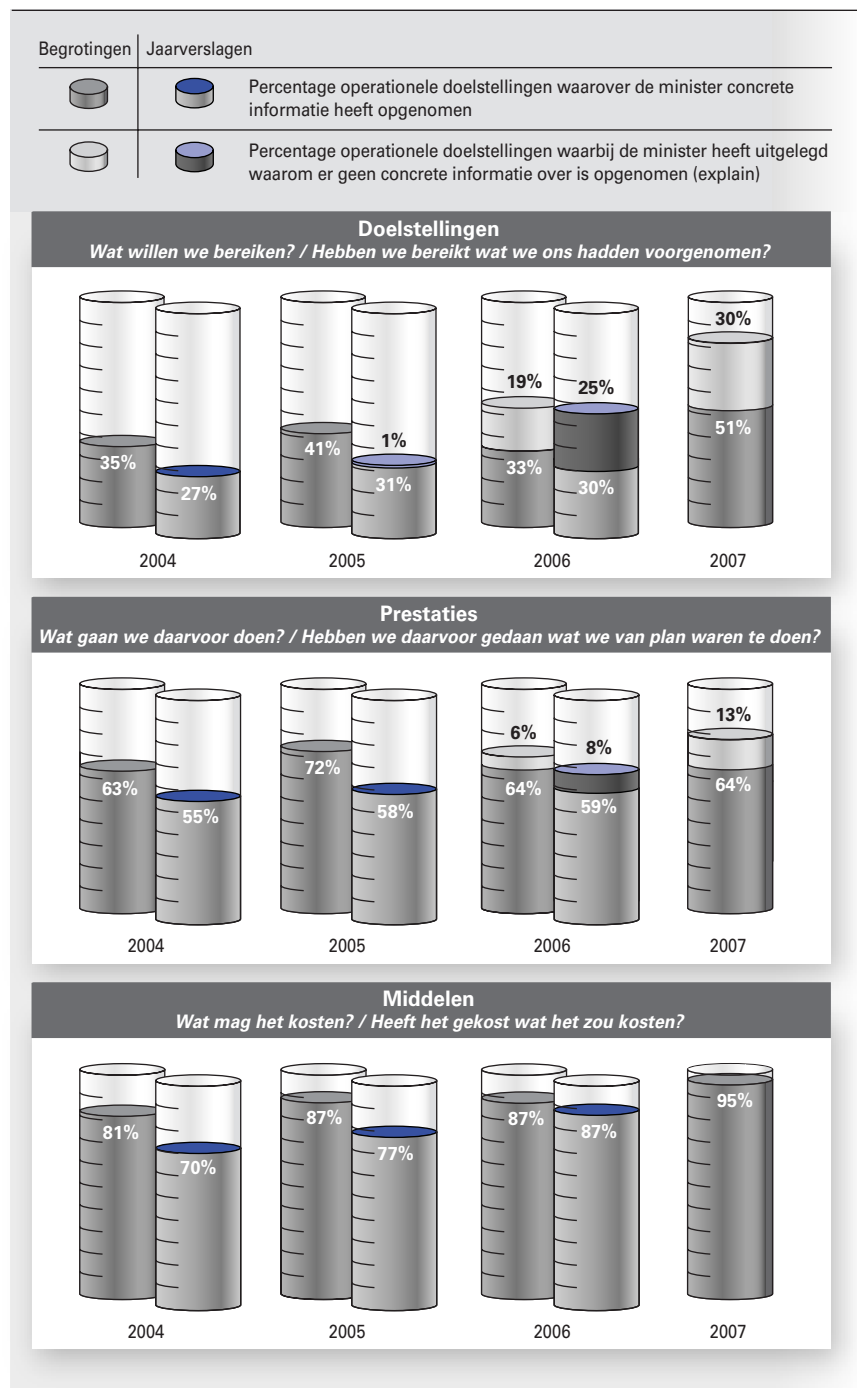 Begrotingen Jaarverslagen
Percentage operationele doelstellingen waarover de minister concrete
informatie heeft opgenomen
Percentage operationele doelstellingen waarbij de minister heeft uitgelegd
waarom er geen concrete informatie over is opgenomen (explain)
Doelstellingen
Wat willen we bereiken? / Hebben we bereikt wat we ons hadden voorgenomen?
35%
27%
41%
1%
31%
19%
33%
25%
30%
30%
51%
2004 2005 2006 2007
Prestaties
Wat gaan we daarvoor doen? / Hebben we daarvoor gedaan wat we van plan waren te doen?
63%
55%
72%
58%
6%
64%
8%
59%
13%
64%
2004 2005 2006 2007
Middelen
Wat mag het kosten? / Heeft het gekost wat het zou kosten?
81%
70%
87%
77%
87%
87%
95%
2004 2005 2006 2007